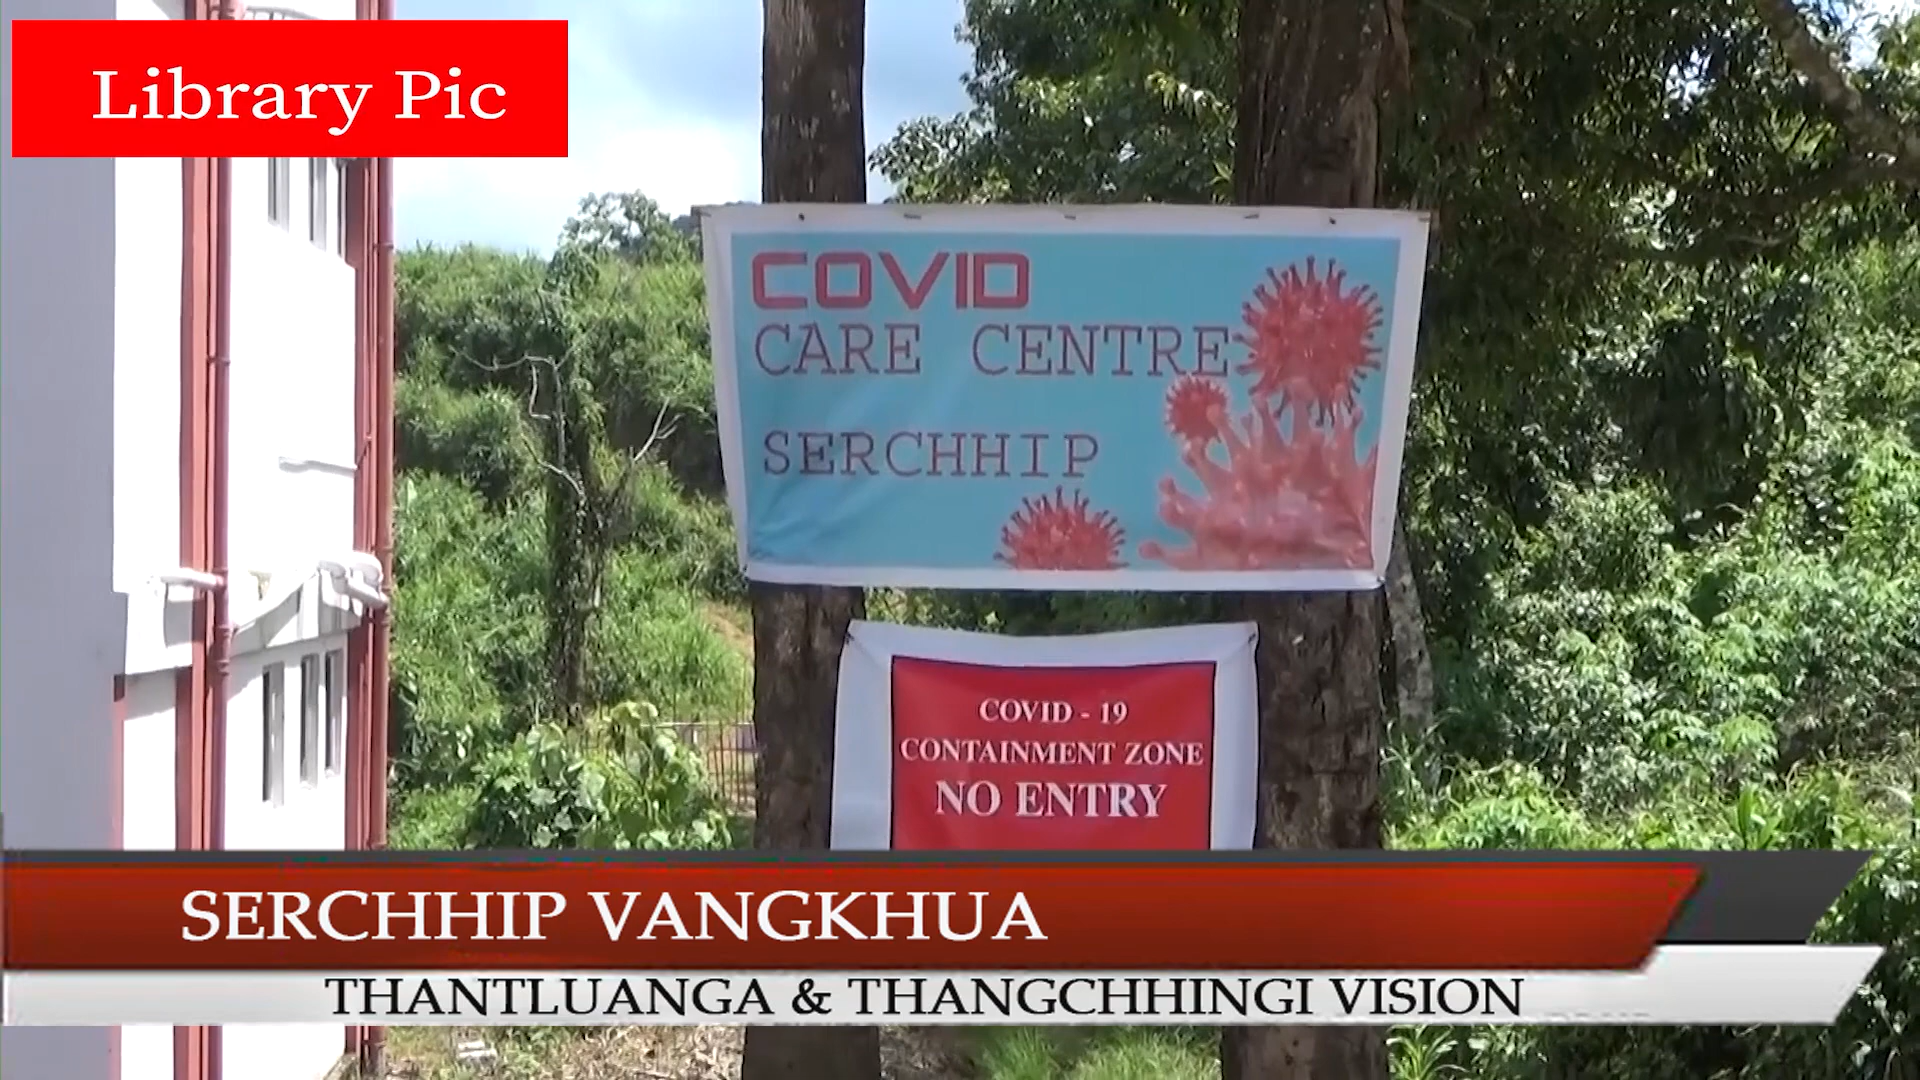 Library Pic
COVID
CARE CENTRE
SERCHHIP
COVID - 19
CONTAINMENT ZONE
NO ENTRY
SERCHHIP VANGKHUA
THANTLUANGA & THANGCHHINGI VISION